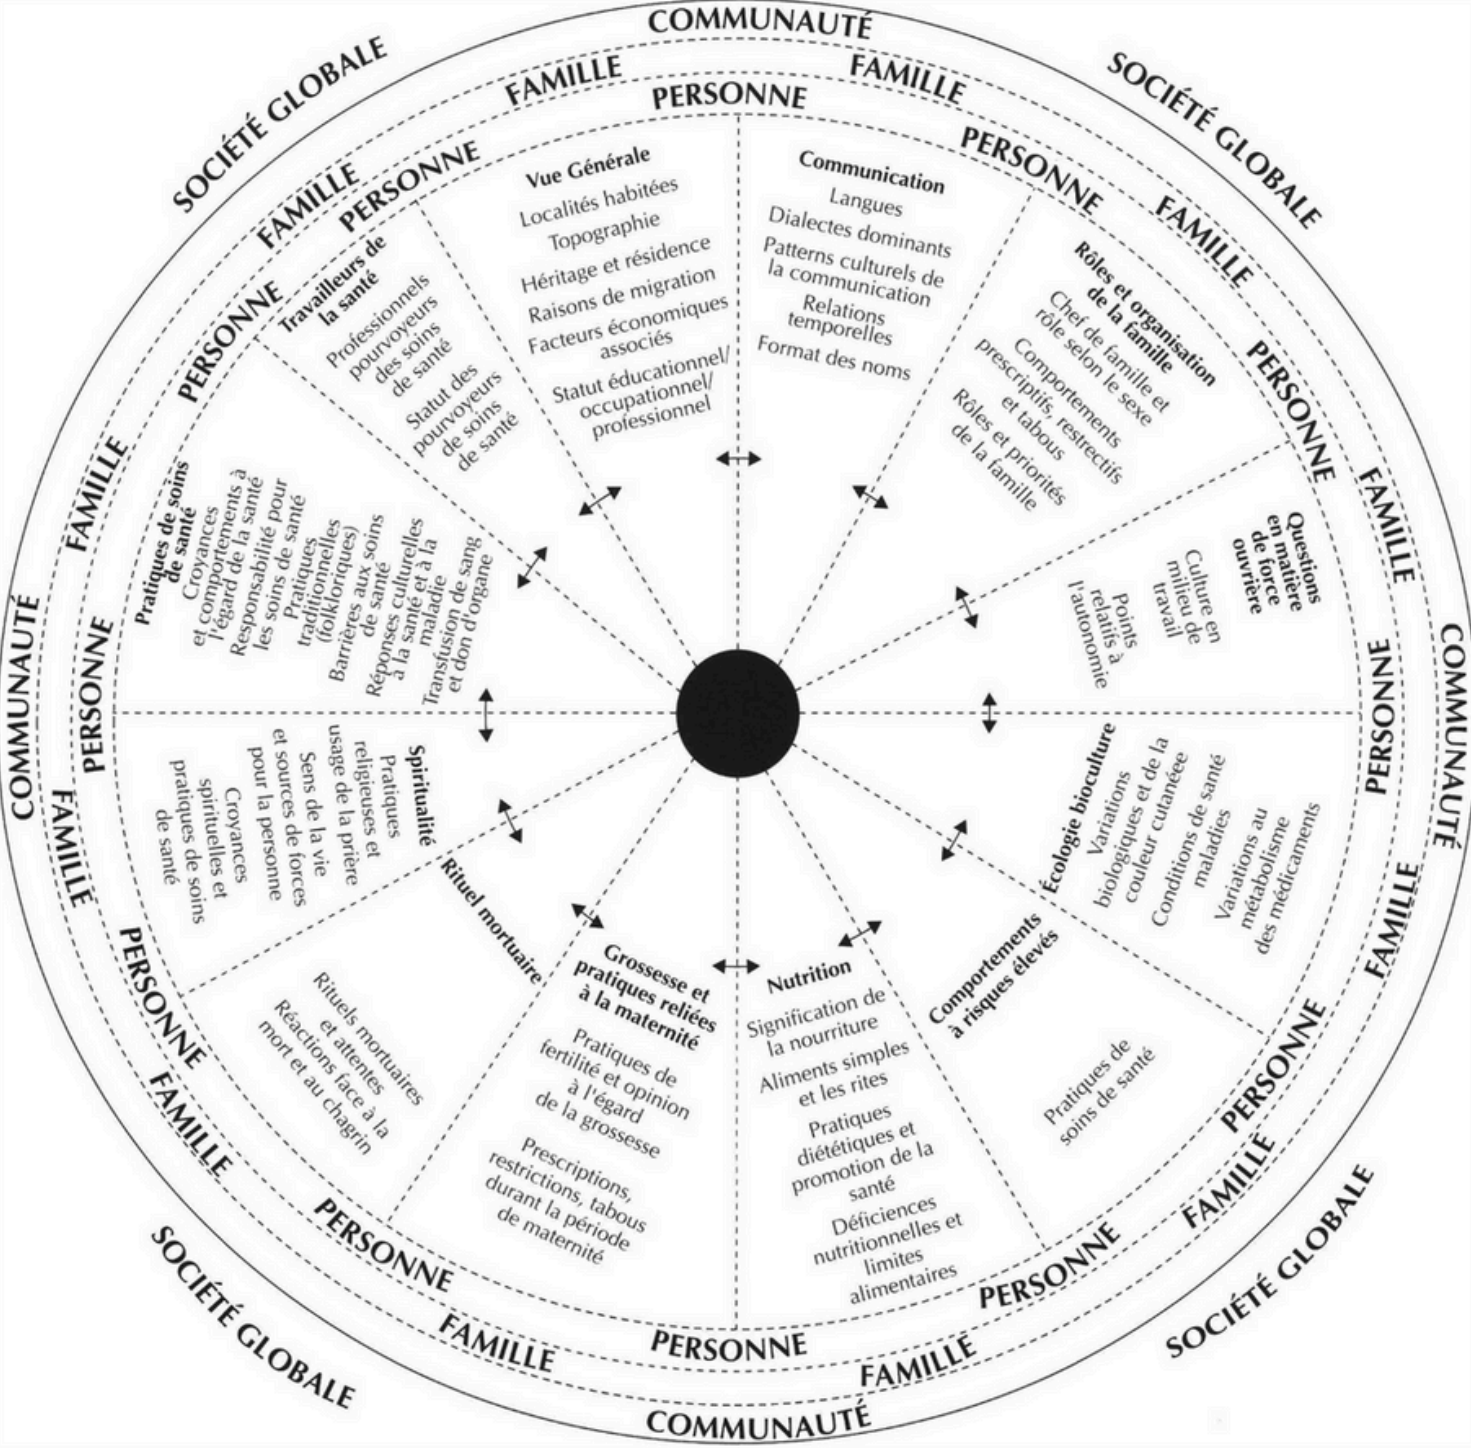 COMMUNAUTÉ
SOCIÉTÉ GLOBALE
SOCIÉTÉ GLOBALE
FAMILLE
FAMILLE
PERSONNE
PERSONNE
Vue Générale
Localités habitées
Topographie
Héritage et résidence
Raisons de migration
Facteurs économiques
associés
Statut éducationnel/
occupationnel/
professionnel
Communication
Langues
Dialectes dominants
Patterns culturels de
la communication
Relations
temporelles
Format des noms
FAMILLE
PERSONNE
Rôles et organisation
de la famille
Chef de famille et
rôle selon le sexe
Comportements
prescriptifs, restrectifs
et tabous
Rôles et priorités
de la famille
PERSONNE
FAMILLE
Questions
en matière
de force
ouvrière
Culture en
milieu de
travail
Points
relatifs à
l'autonomie
COMMUNAUTÉ
PERSONNE
Écologie bioculture
Variations
biologiques et de la
couleur cutanéee
Conditions de santé
maladies
Variations au
métabolisme
des médicaments
FAMILLE
PERSONNE
Comportements
à risques élevés
Pratiques de
soins de santé
FAMILLE
SOCIÉTÉ GLOBALE
PERSONNE
Nutrition
Signification de
la nourriture
Aliments simples
et les rites
Pratiques
diététiques et
promotion de la
santé
Déficiences
nutritionnelles et
limites
alimentaires
FAMILLE
PERSONNE
COMMUNAUTÉ
Grossesse et
pratiques reliées
à la maternité
Pratiques de
fertilité et opinion
à l'égard
de la grossesse
Prescriptions,
restrictions, tabous
durant la période
de maternité
FAMILLE
PERSONNE
SOCIÉTÉ GLOBALE
Rituel mortuaire
Rituels mortuaires
et attentes
Réactions face à la
mort et au chagrin
FAMILLE
PERSONNE
Spiritualité
Pratiques
religieuses et
usage de la prière
Sens de la vie
et sources de forces
pour la personne
Croyances
spirituelles et
pratiques de soins
de santé
FAMILLE
PERSONNE
COMMUNAUTÉ
Pratiques de soins
de santé
Croyances
et comportements à
l'égard de la santé
Responsabilité pour
les soins de santé
Pratiques
traditionnelles
(folkloriques)
Barrières aux soins
de santé
Réponses culturelles
à la santé et à la
maladie
Transfusion de sang
et don d'organe
FAMILLE
PERSONNE
Travailleurs de
la santé
Professionnels
pourvoyeurs
des soins
de santé
Statut des
pourvoyeurs
de soins
de santé
FAMILLE
PERSONNE